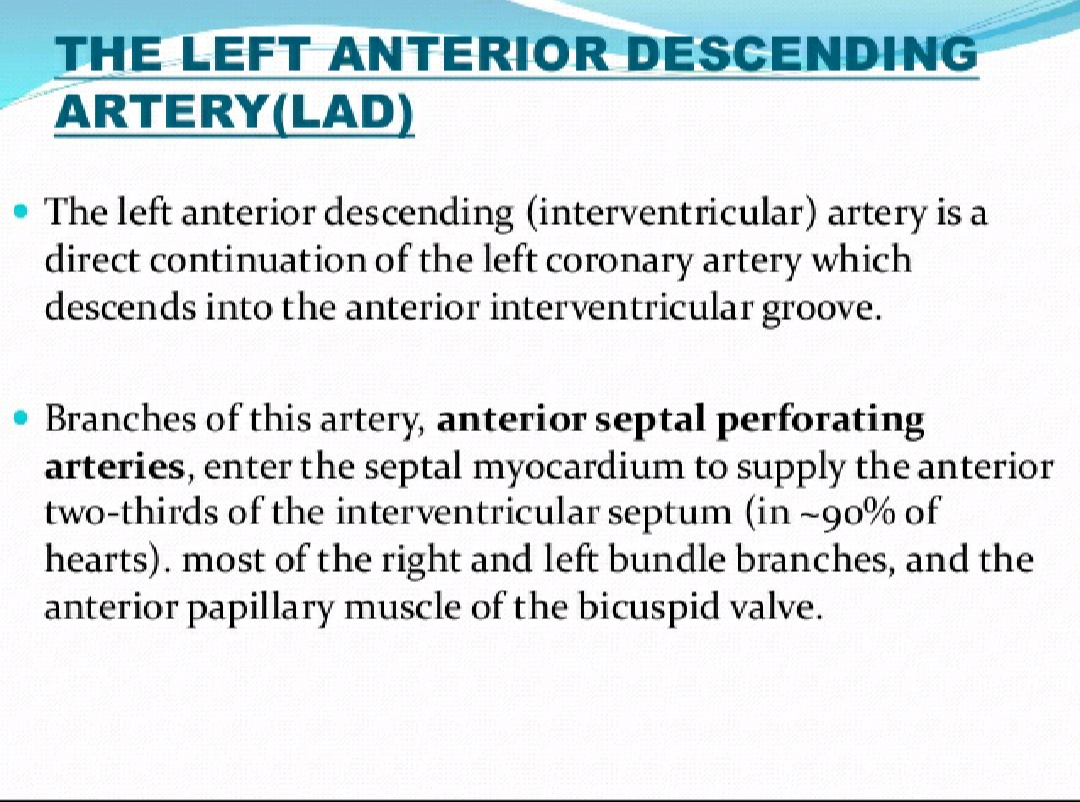 THE LEFT ANTERIOR DESCENDING
ARTERY(LAD)
• The left anterior descending (interventricular) artery is a
direct continuation of the left coronary artery which
descends into the anterior interventricular groove.
• Branches of this artery, anterior septal perforating
arteries, enter the septal myocardium to supply the anterior
two-thirds of the interventricular septum (in ~90% of
hearts). most of the right and left bundle branches, and the
anterior papillary muscle of the bicuspid valve.